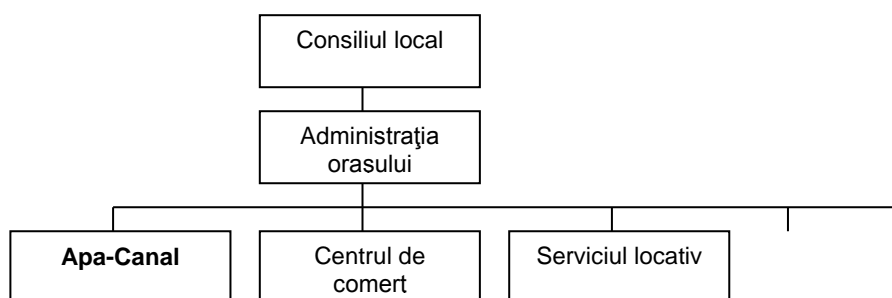 Consiliul local
Administraţia
orasului
Apa-Canal
Centrul de
comert
Serviciul locativ